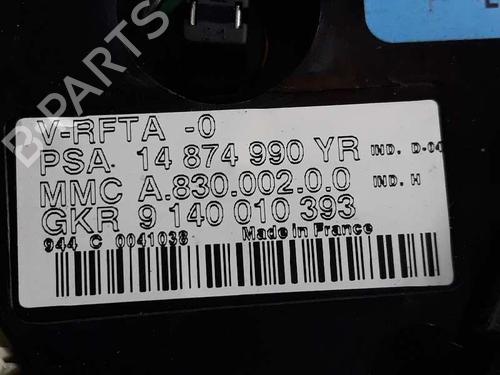 B-PARTS
V-RFTA -0
PSA 14 874 990 YR IND. D-04
MMC A.830.002.0.0 IND. H
GKR 9 140 010 393
944 C 0041038 Made in France